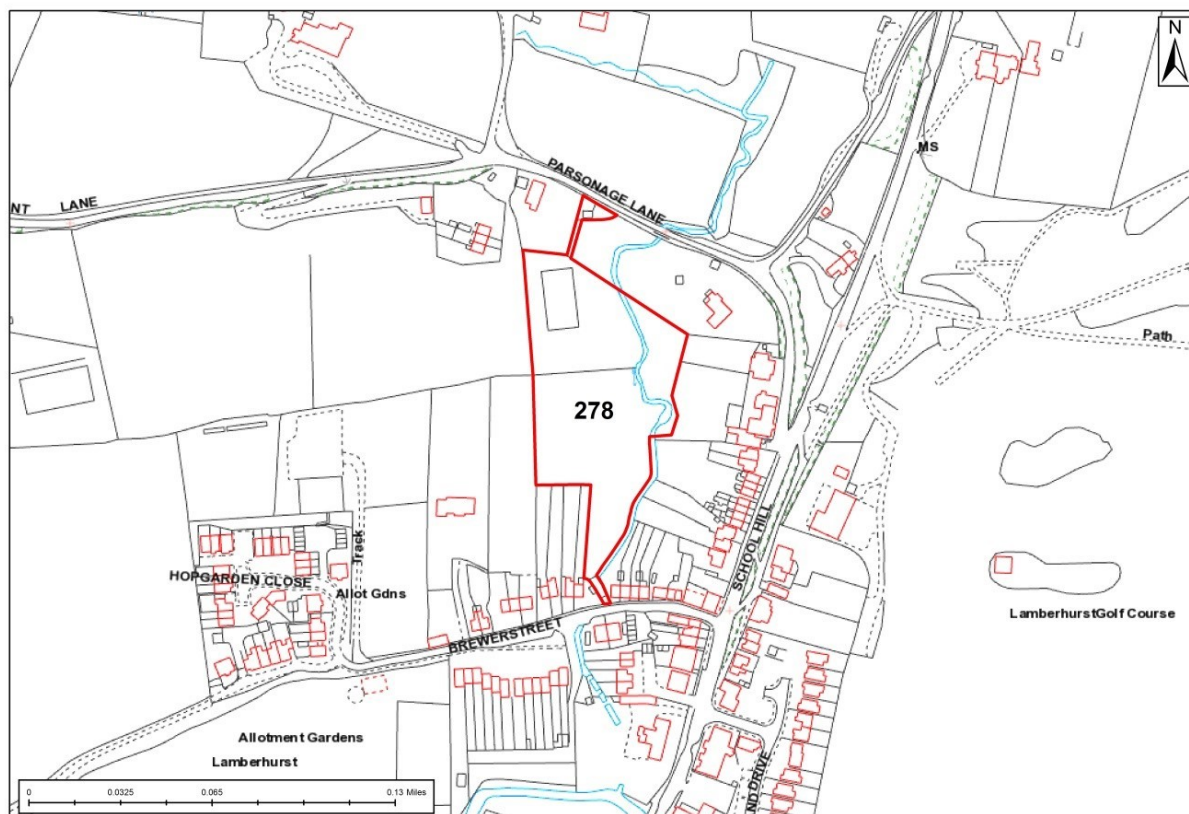 N
MS
PARSONAGE LANE
NT LANE
Path
278
SCHOOL HILL
Track
HOPGARDEN CLOSE
Allot Gdns
LamberhurstGolf Course
BREWERSTREET
Allotment Gardens
Lamberhurst
ND DRIVE
0 0.0325 0.065 0.13 Miles